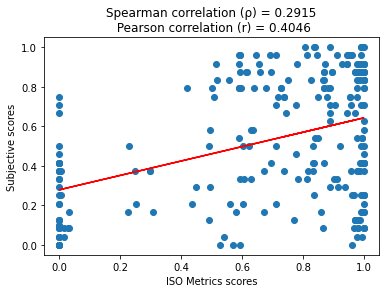 Spearman correlation (ρ) = 0.2915
Pearson correlation (r) = 0.4046
1.0
0.8
0.6
0.4
0.2
0.0
Subjective scores
0.0 0.2 0.4 0.6 0.8 1.0
ISO Metrics scores